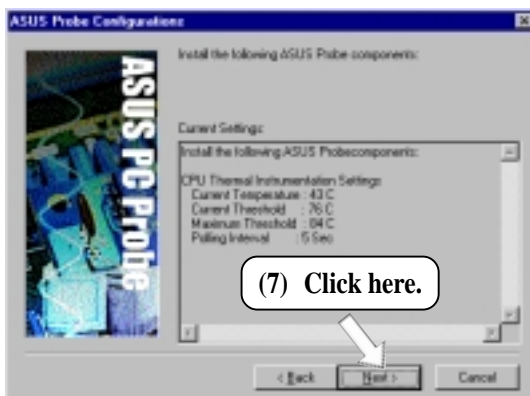 ASUS Probe Configurations
Install the following ASUS Probe components:
ASUS PC Probe
Current Settings:
Install the following ASUS Probecomponents:
CPU Thermal Instrumentation Settings
Current Temperature : 43 C
Current Threshold : 76 C
Maximum Threshold : 84 C
Polling Interval : 5 Sec
(7) Click here.
< Back
Next >
Cancel